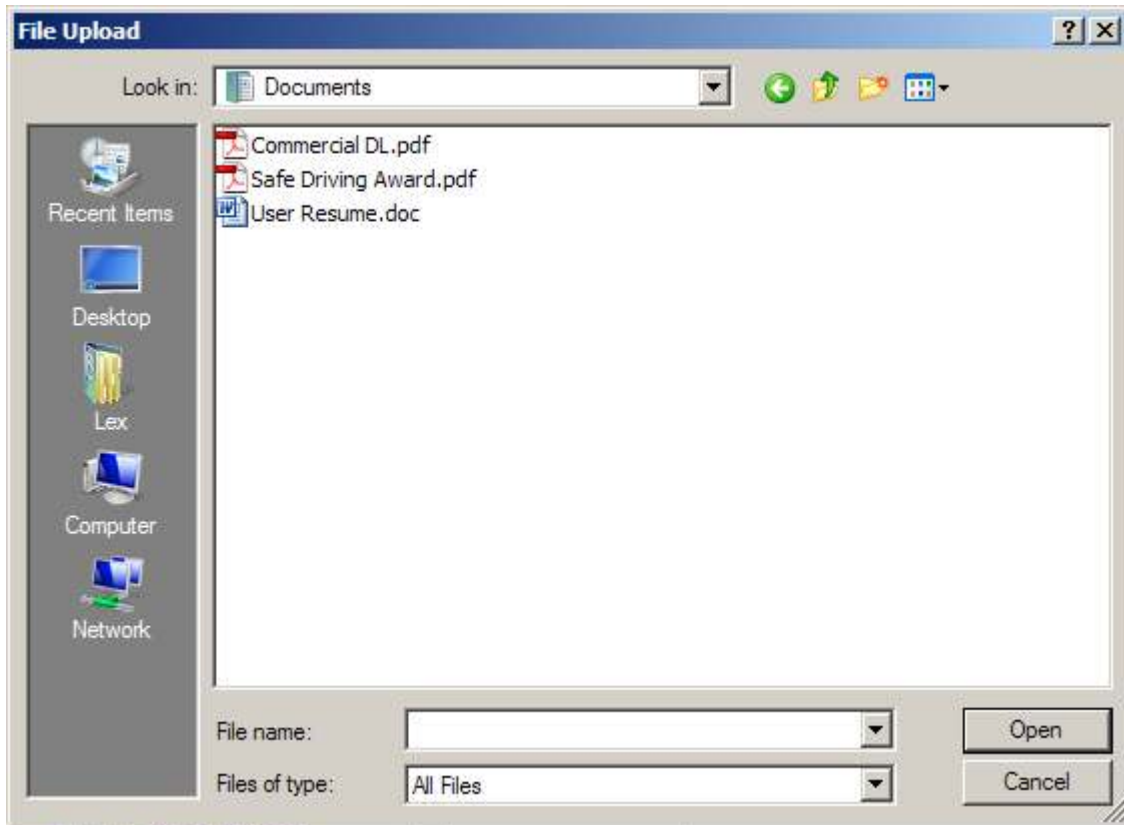 File Upload
Look in: Documents
Commercial DL.pdf
Safe Driving Award.pdf
User Resume.doc
Recent Items
Desktop
Lex
Computer
Network
File name: Open
Files of type: All Files Cancel